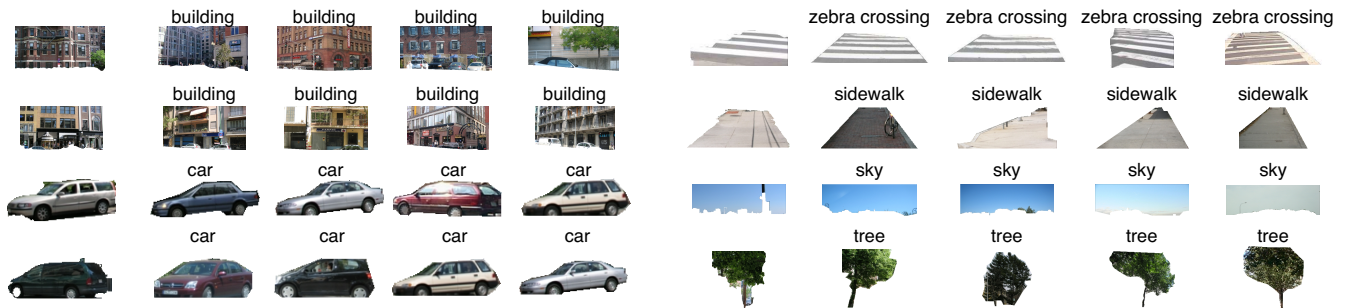 building building building building
building building building building
car car car car
car car car car
zebra crossing zebra crossing zebra crossing zebra crossing
sidewalk sidewalk sidewalk sidewalk
sky sky sky sky
tree tree tree tree